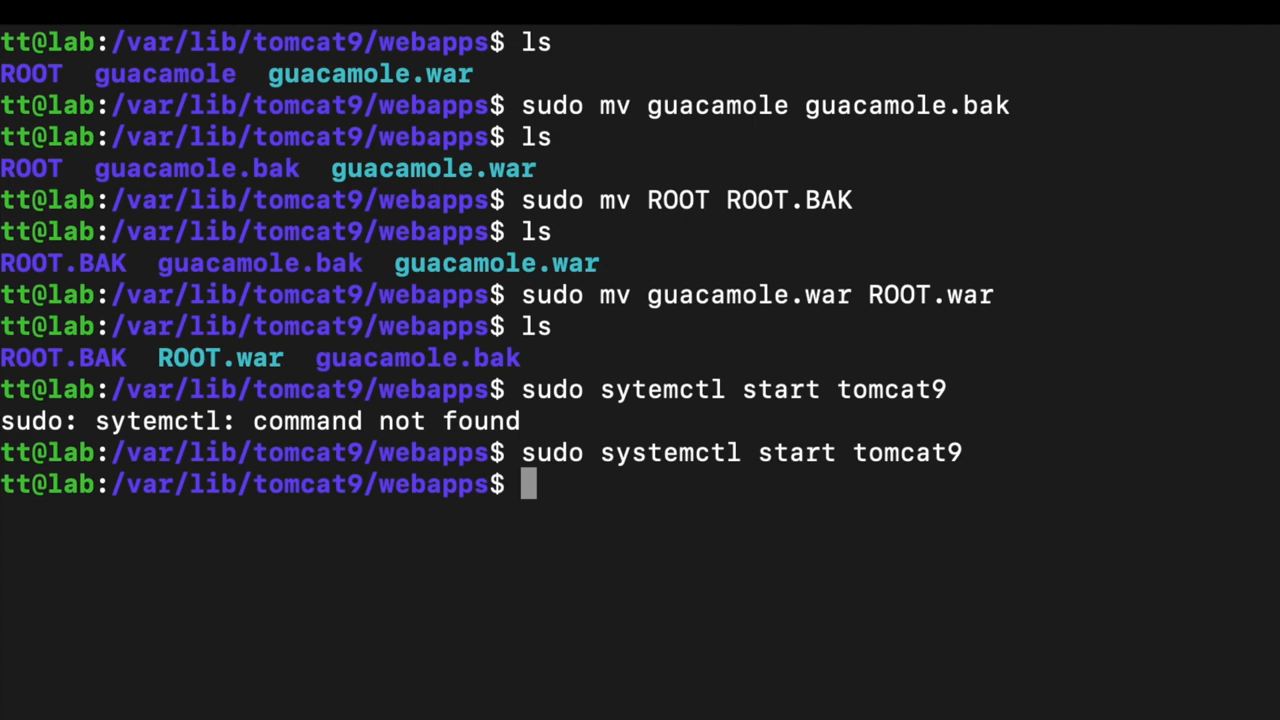 tt@lab:/var/lib/tomcat9/webapps$ ls
ROOT  guacamole  guacamole.war
tt@lab:/var/lib/tomcat9/webapps$ sudo mv guacamole guacamole.bak
tt@lab:/var/lib/tomcat9/webapps$ ls
ROOT  guacamole.bak  guacamole.war
tt@lab:/var/lib/tomcat9/webapps$ sudo mv ROOT ROOT.BAK
tt@lab:/var/lib/tomcat9/webapps$ ls
ROOT.BAK  guacamole.bak  guacamole.war
tt@lab:/var/lib/tomcat9/webapps$ sudo mv guacamole.war ROOT.war
tt@lab:/var/lib/tomcat9/webapps$ ls
ROOT.BAK  ROOT.war  guacamole.bak
tt@lab:/var/lib/tomcat9/webapps$ sudo sytemctl start tomcat9
sudo: sytemctl: command not found
tt@lab:/var/lib/tomcat9/webapps$ sudo systemctl start tomcat9
tt@lab:/var/lib/tomcat9/webapps$